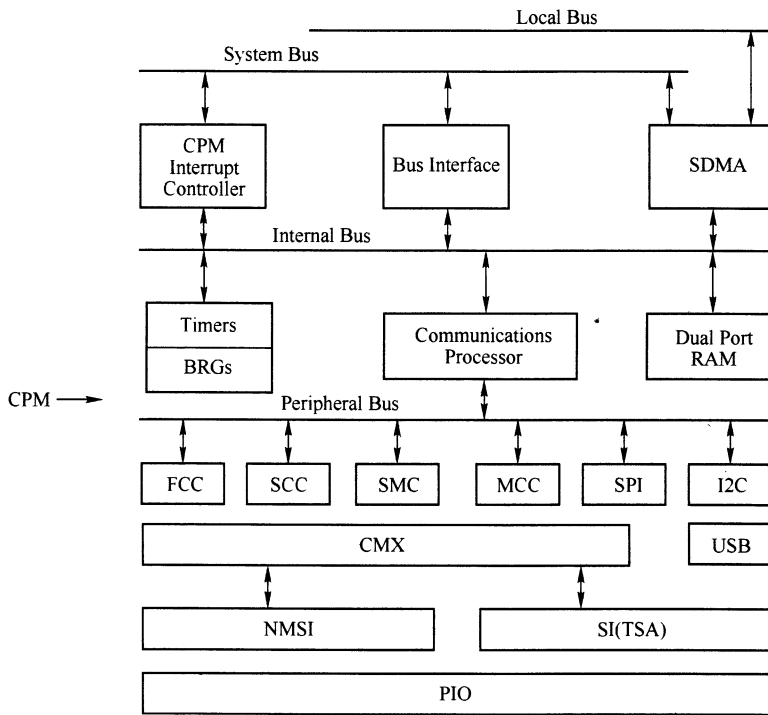 Local Bus
System Bus
CPM
Interrupt
Controller
Bus Interface
SDMA
Internal Bus
Timers
BRGs
Communications
Processor
Dual Port
RAM
CPM
Peripheral Bus
FCC
SCC
SMC
MCC
SPI
I2C
CMX
USB
NMSI
SI(TSA)
PIO